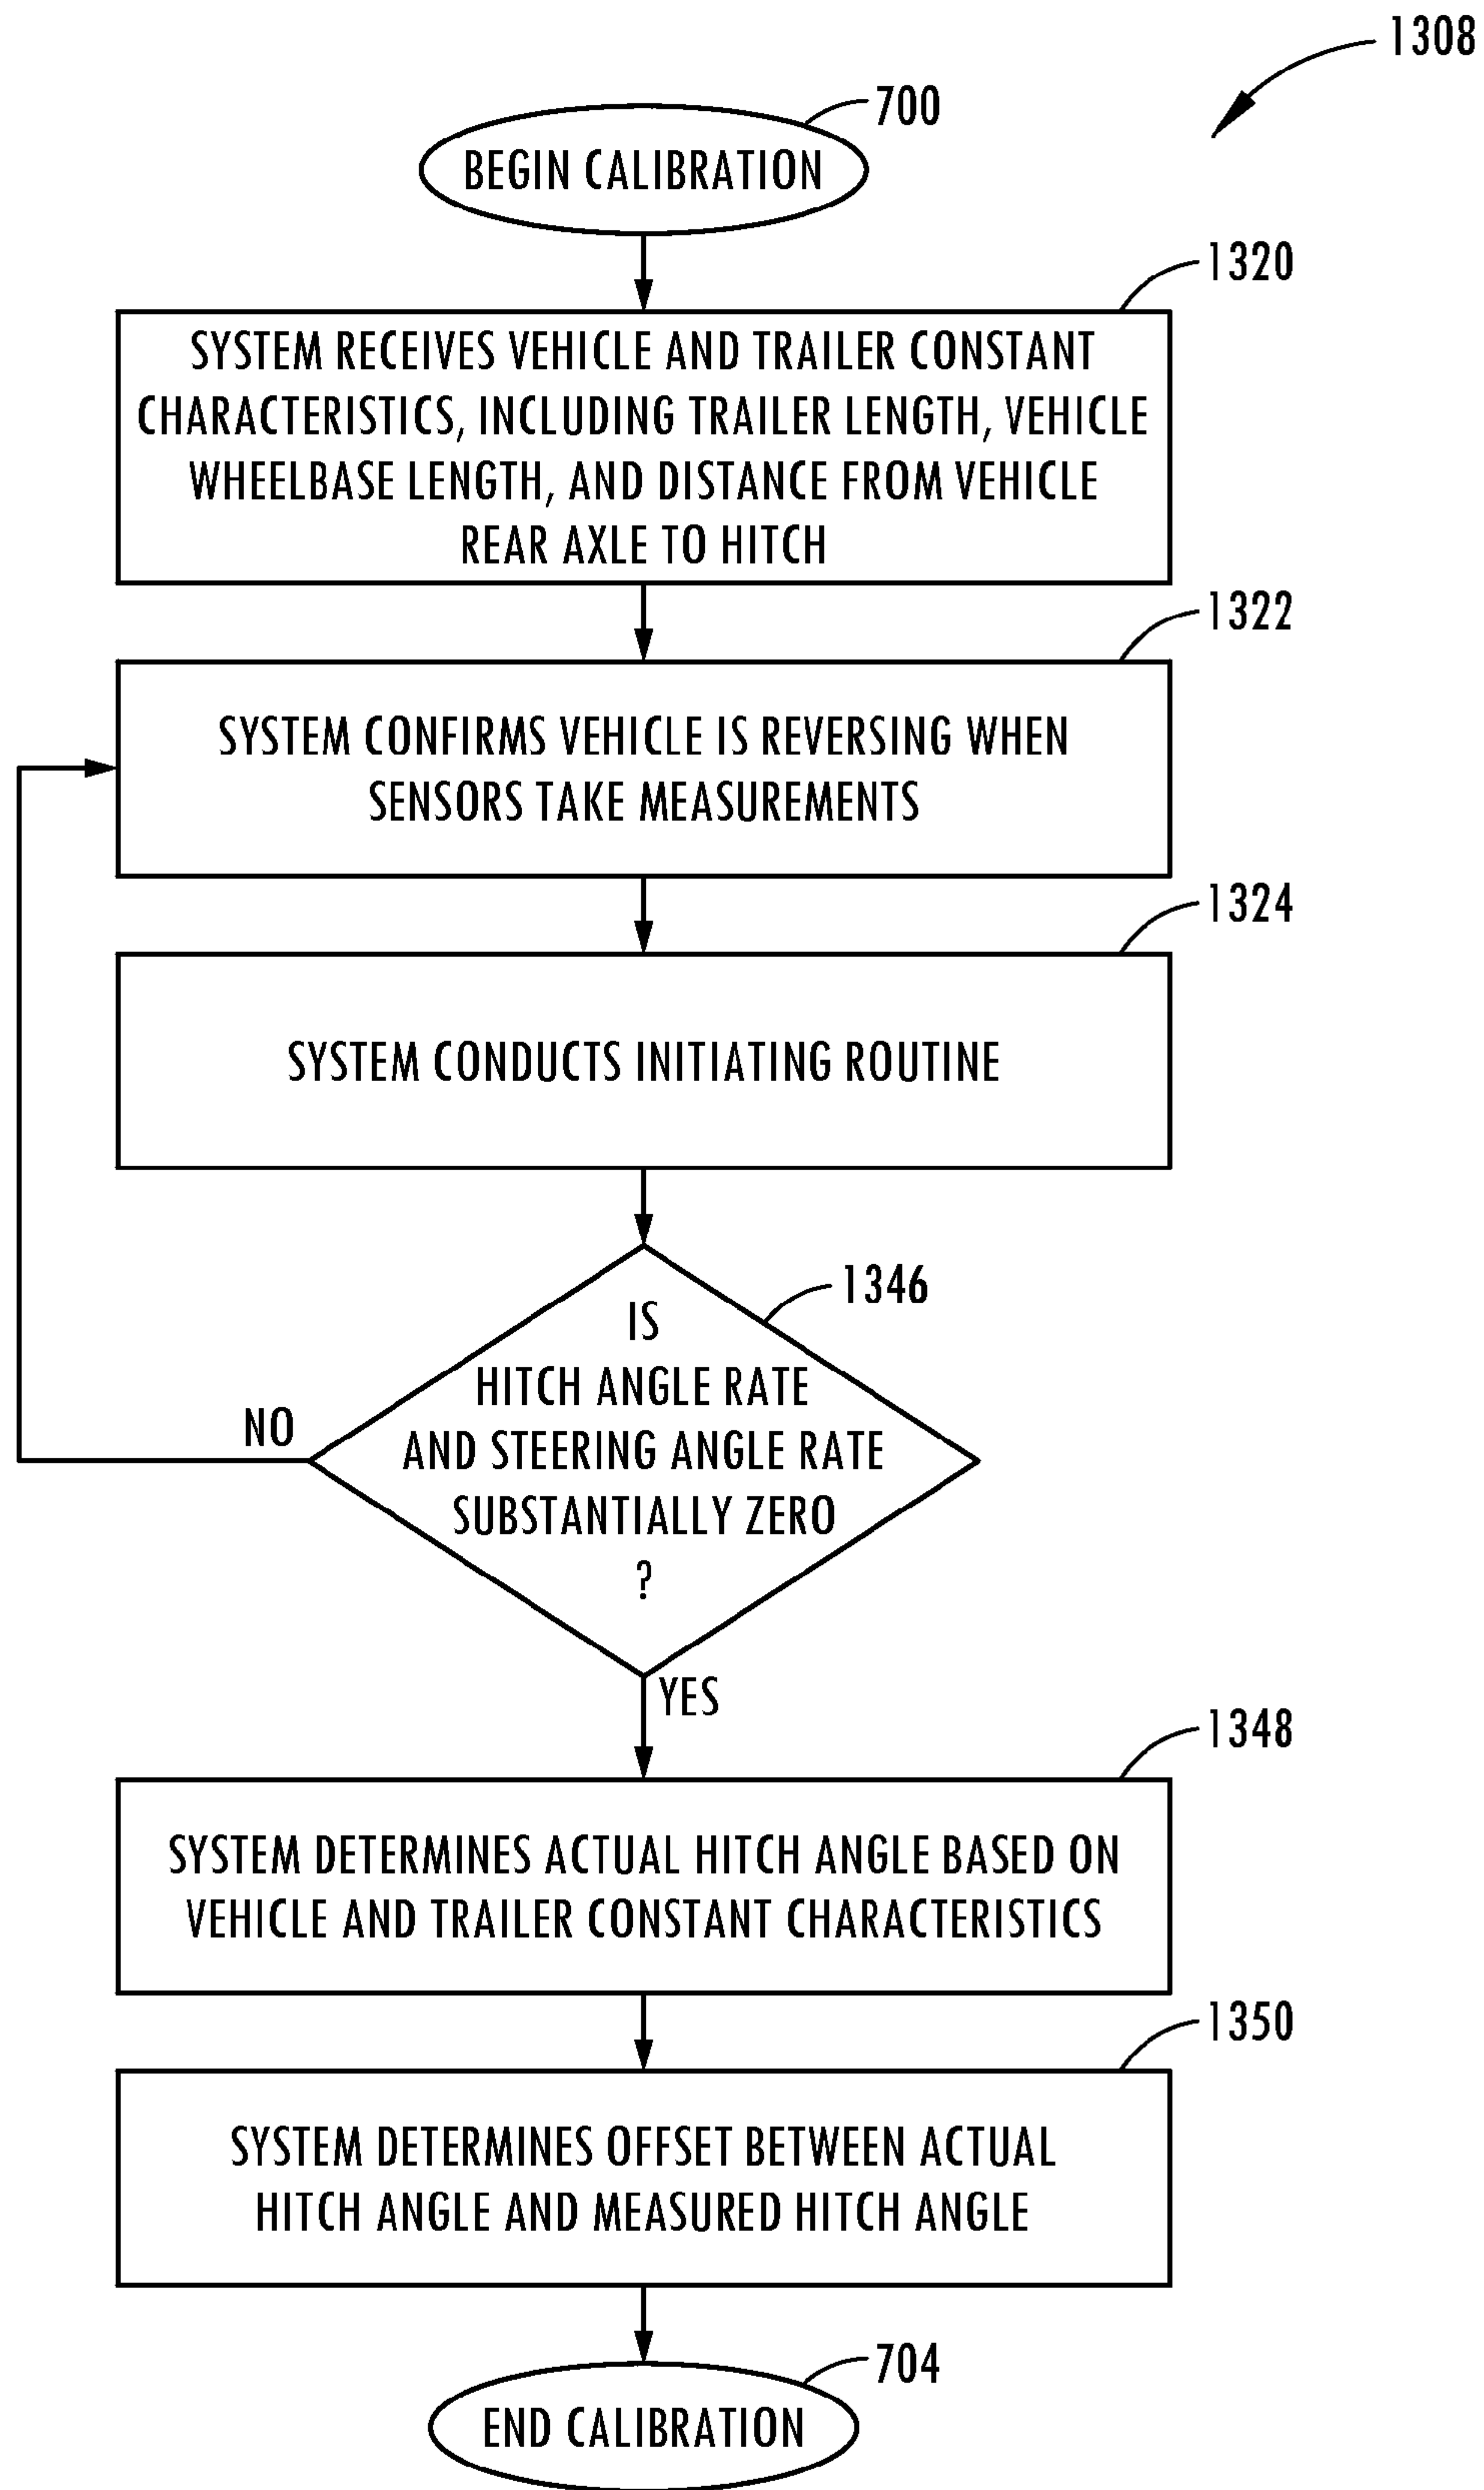 1308
700
BEGIN CALIBRATION
1320
SYSTEM RECEIVES VEHICLE AND TRAILER CONSTANT
CHARACTERISTICS, INCLUDING TRAILER LENGTH, VEHICLE
WHEELBASE LENGTH, AND DISTANCE FROM VEHICLE
REAR AXLE TO HITCH
1322
SYSTEM CONFIRMS VEHICLE IS REVERSING WHEN
SENSORS TAKE MEASUREMENTS
1324
SYSTEM CONDUCTS INITIATING ROUTINE
1346
IS
HITCH ANGLE RATE
AND STEERING ANGLE RATE
SUBSTANTIALLY ZERO
?
NO
YES
1348
SYSTEM DETERMINES ACTUAL HITCH ANGLE BASED ON
VEHICLE AND TRAILER CONSTANT CHARACTERISTICS
1350
SYSTEM DETERMINES OFFSET BETWEEN ACTUAL
HITCH ANGLE AND MEASURED HITCH ANGLE
704
END CALIBRATION